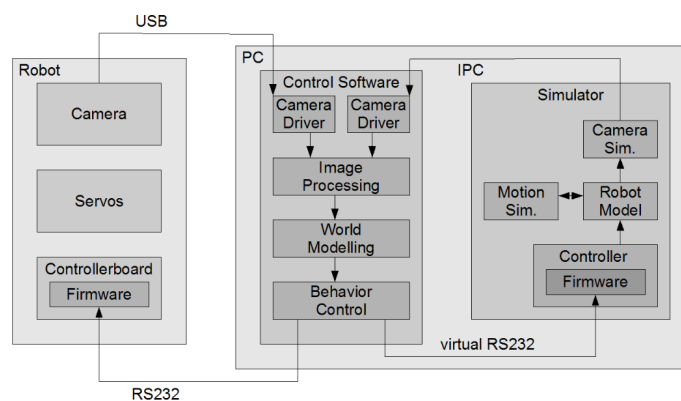 USB
Robot
Camera
Servos
Controllerboard
Firmware
RS232
PC
Control Software
Camera
Driver
Camera
Driver
Image
Processing
World
Modelling
Behavior
Control
IPC
Simulator
Camera
Sim.
Motion
Sim.
Robot
Model
Controller
Firmware
virtual RS232